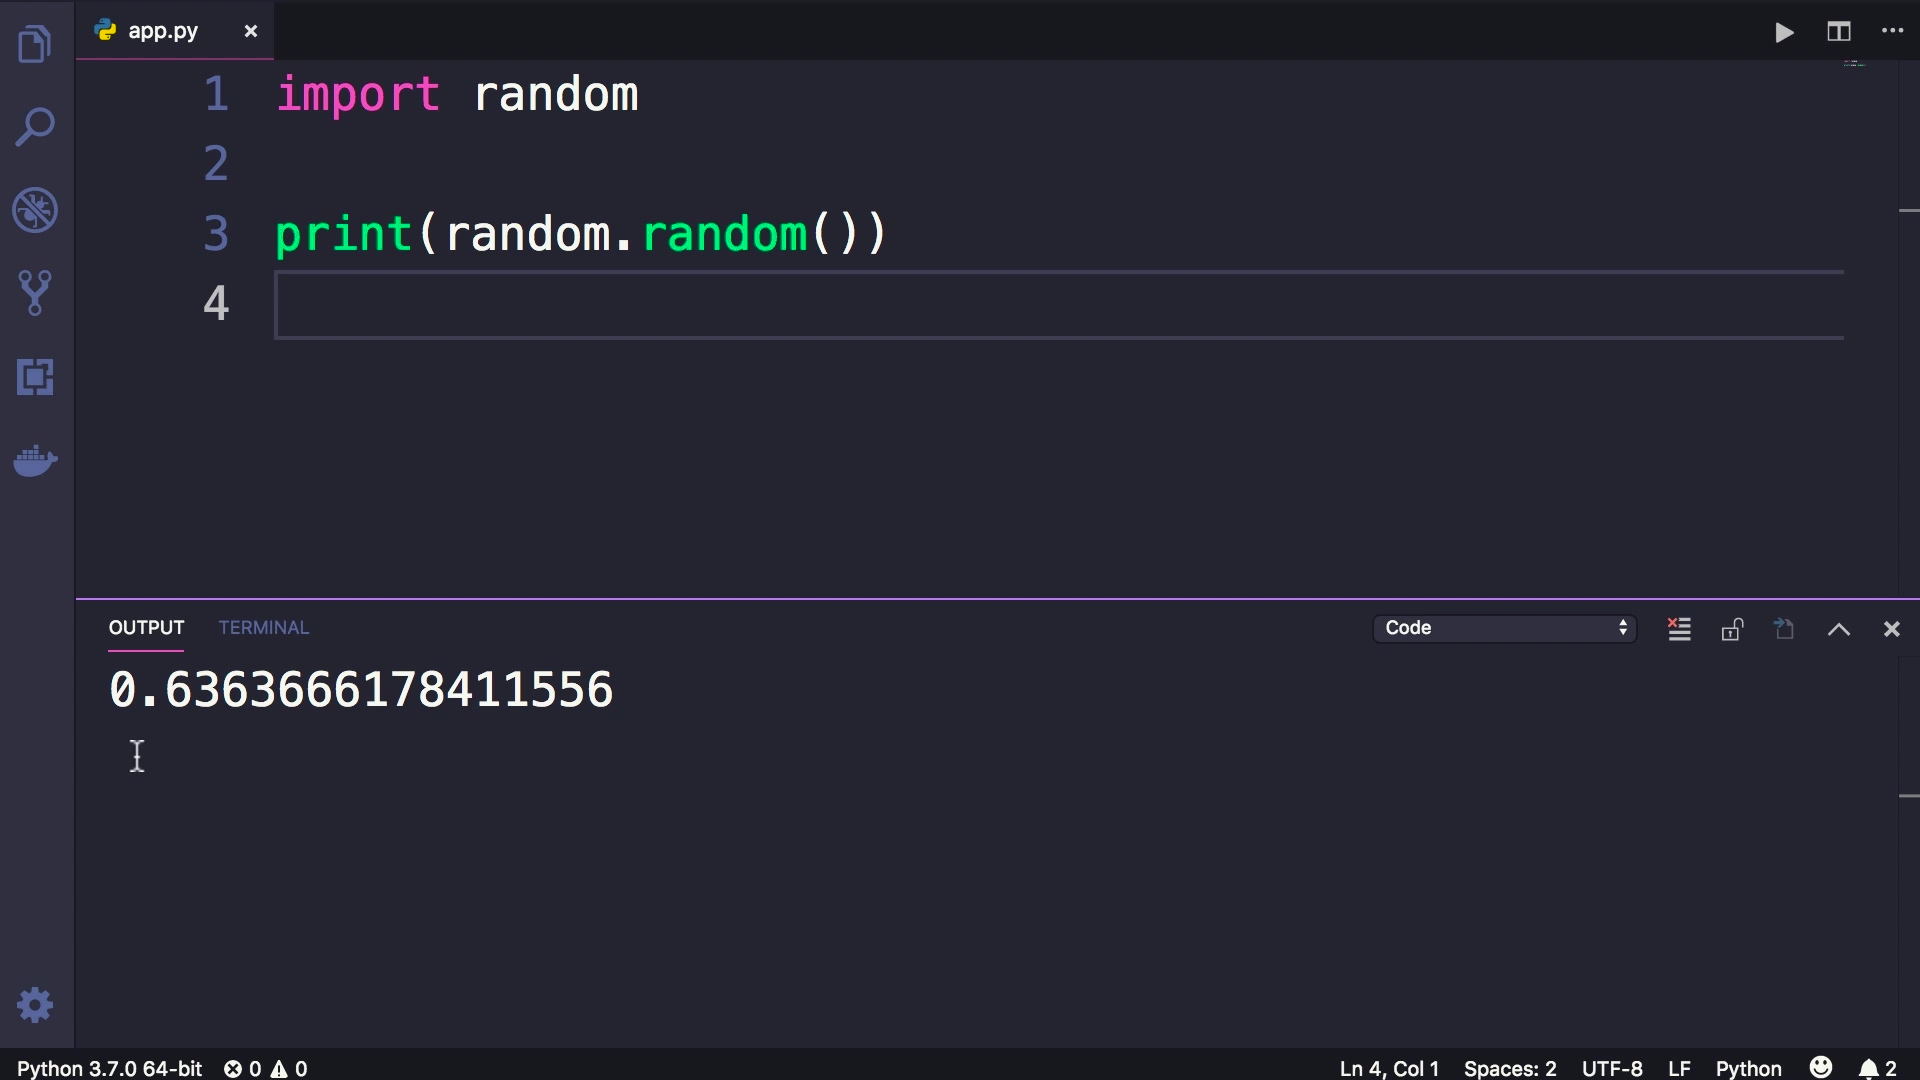 app.py
1 import random
2
3 print(random.random())
4
OUTPUT TERMINAL Code
0.6363666178411556
Python 3.7.0 64-bit 0 0 Ln 4, Col 1 Spaces: 2 UTF-8 LF Python 2